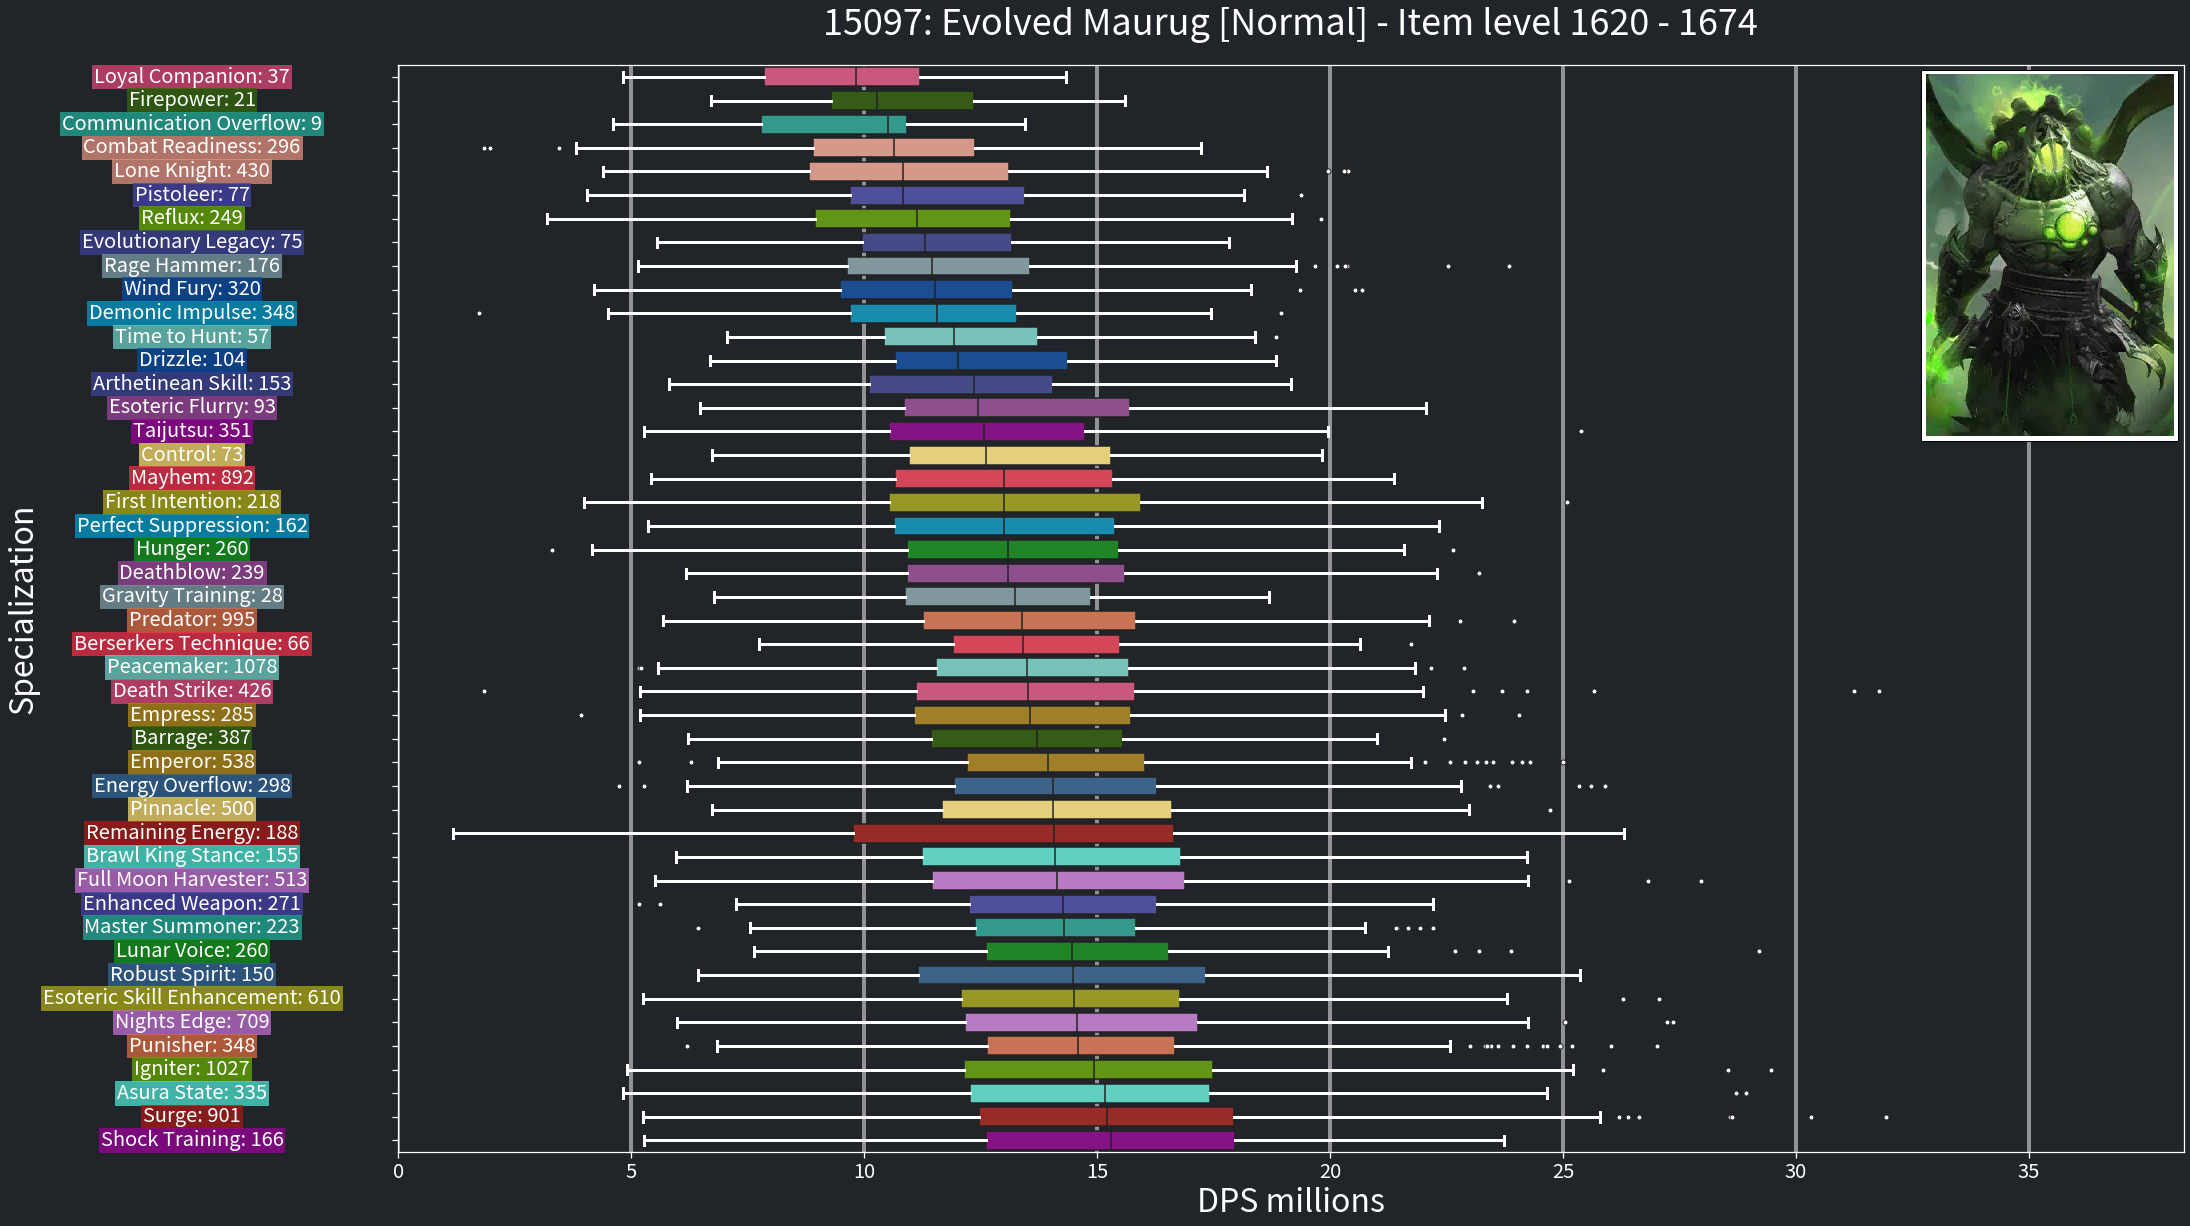 15097: Evolved Maurug [Normal] - Item level 1620 - 1674
Loyal Companion: 37
Firepower: 21
Communication Overflow: 9
Combat Readiness: 296
Lone Knight: 430
Pistoleer: 77
Reflux: 249
Evolutionary Legacy: 75
Rage Hammer: 176
Wind Fury: 320
Demonic Impulse: 348
Time to Hunt: 57
Drizzle: 104
Arthetinean Skill: 153
Esoteric Flurry: 93
Taijutsu: 351
Control: 73
Mayhem: 892
First Intention: 218
Perfect Suppression: 162
Hunger: 260
Deathblow: 239
Gravity Training: 28
Predator: 995
Berserkers Technique: 66
Peacemaker: 1078
Death Strike: 426
Empress: 285
Barrage: 387
Emperor: 538
Energy Overflow: 298
Pinnacle: 500
Remaining Energy: 188
Brawl King Stance: 155
Full Moon Harvester: 513
Enhanced Weapon: 271
Master Summoner: 223
Lunar Voice: 260
Robust Spirit: 150
Esoteric Skill Enhancement: 610
Nights Edge: 709
Punisher: 348
Igniter: 1027
Asura State: 335
Surge: 901
Shock Training: 166
Specialization
0 5 10 15 20 25 30 35
DPS millions